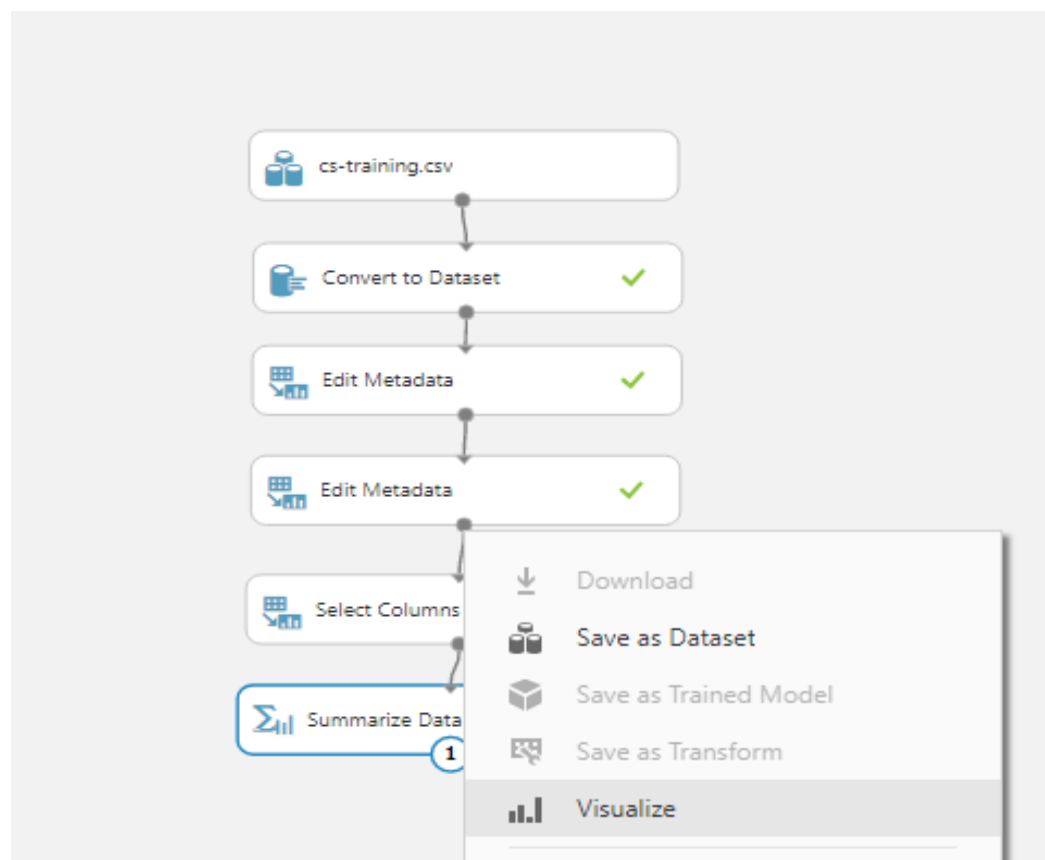 cs-training.csv
Convert to Dataset
Edit Metadata
Edit Metadata
Select Columns
Summarize Data
1
Download
Save as Dataset
Save as Trained Model
Save as Transform
Visualize